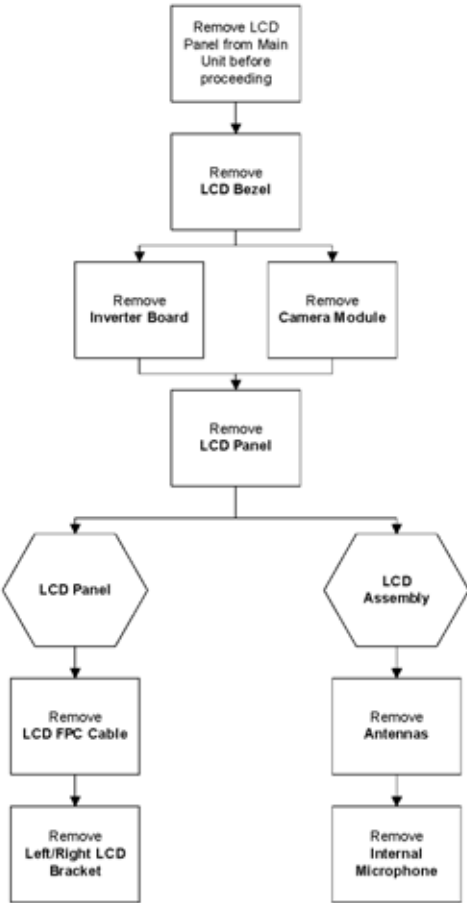 Remove LCD
Panel from Main
Unit before
proceeding
Remove
LCD Bezel
Remove
Inverter Board
Remove
Camera Module
Remove
LCD Panel
LCD Panel
LCD
Assembly
Remove
LCD FPC Cable
Remove
Antennas
Remove
Left/Right LCD
Bracket
Remove
Internal
Microphone